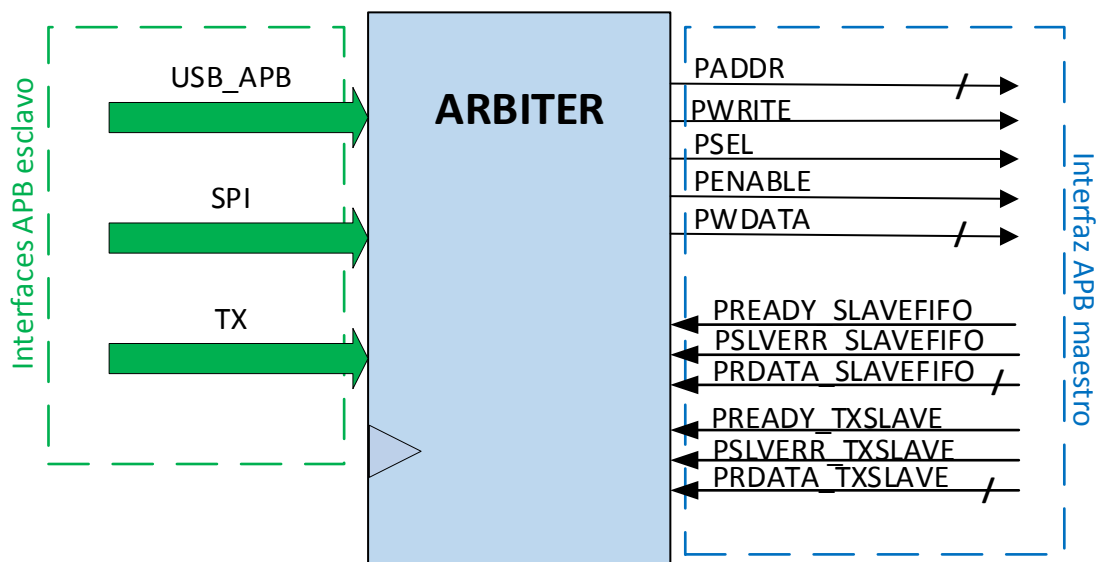 Interfaces APB esclavo
USB_APB
SPI
TX
ARBITER
PADDR
PWRITE
PSEL
PENABLE
PWDATA
PREADY_SLAVEFIFO
PSLVERR_SLAVEFIFO
PRDATA_SLAVEFIFO
PREADY_TXSLAVE
PSLVERR_TXSLAVE
PRDATA_TXSLAVE
Interfaz APB maestro